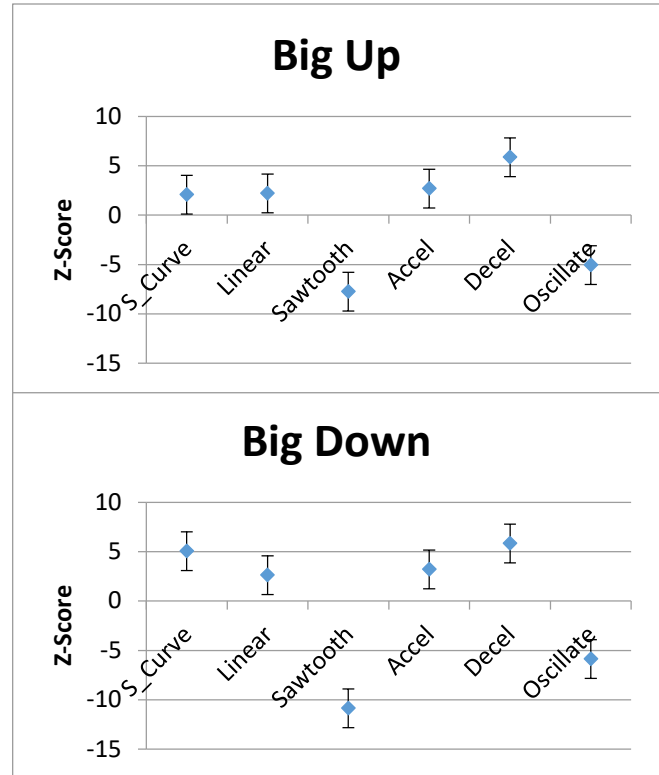 Big Up
10
5
0
-5
-10
-15
Z-Score
S_Curve
Linear
Sawtooth
Accel
Decel
Oscillate
Big Down
10
5
0
-5
-10
-15
Z-Score
S_Curve
Linear
Sawtooth
Accel
Decel
Oscillate